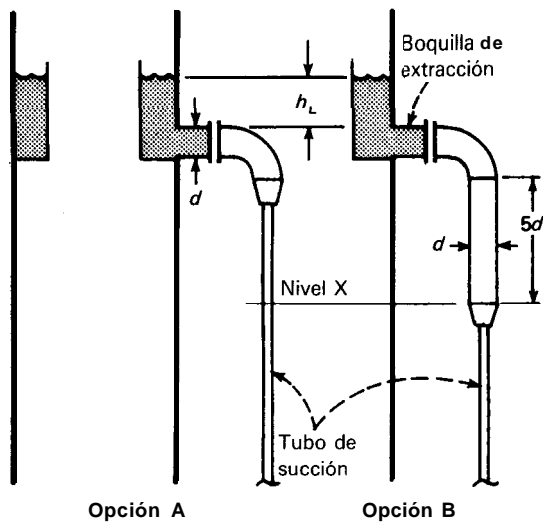 Boquilla de
extracción
h_L
d
d
5d
Nivel X
Tubo de
succión
Opción A
Opción B